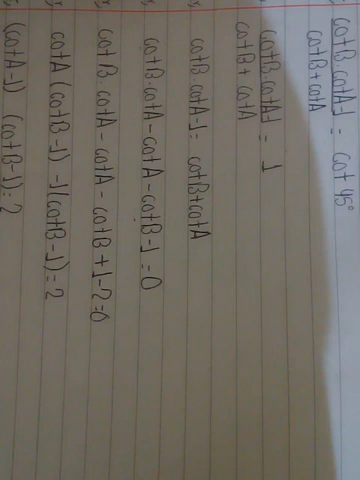 cotB.cotA-1 / cotB+cotA = cot 45°
cotB.cotA-1 / cotB+cotA = 1
cotB.cotA-1 = cotB+cotA
cotB.cotA-cotA-cotB-1=0
cotB.cotA-cotA-cotB+1-2=0
cotA(cotB-1)-1(cotB-1)=2
(cotA-1) (cotB-1)=2